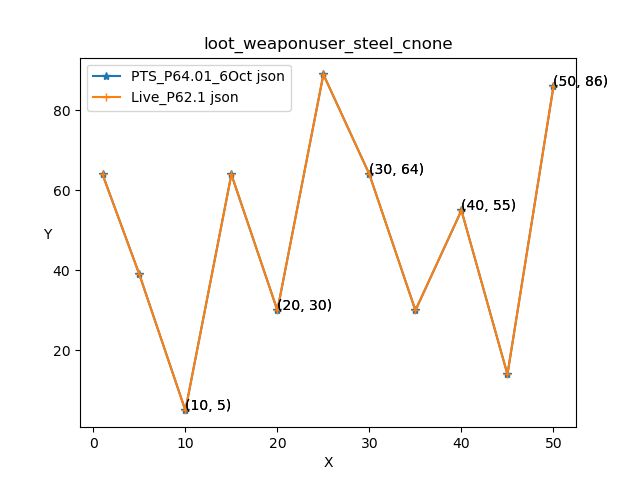 loot_weaponuser_steel_cnone
PTS_P64.01_6Oct json
Live_P62.1 json
(50, 86)
(30, 64)
(40, 55)
(20, 30)
(10, 5)
80
60
40
20
Y
0 10 20 30 40 50
X